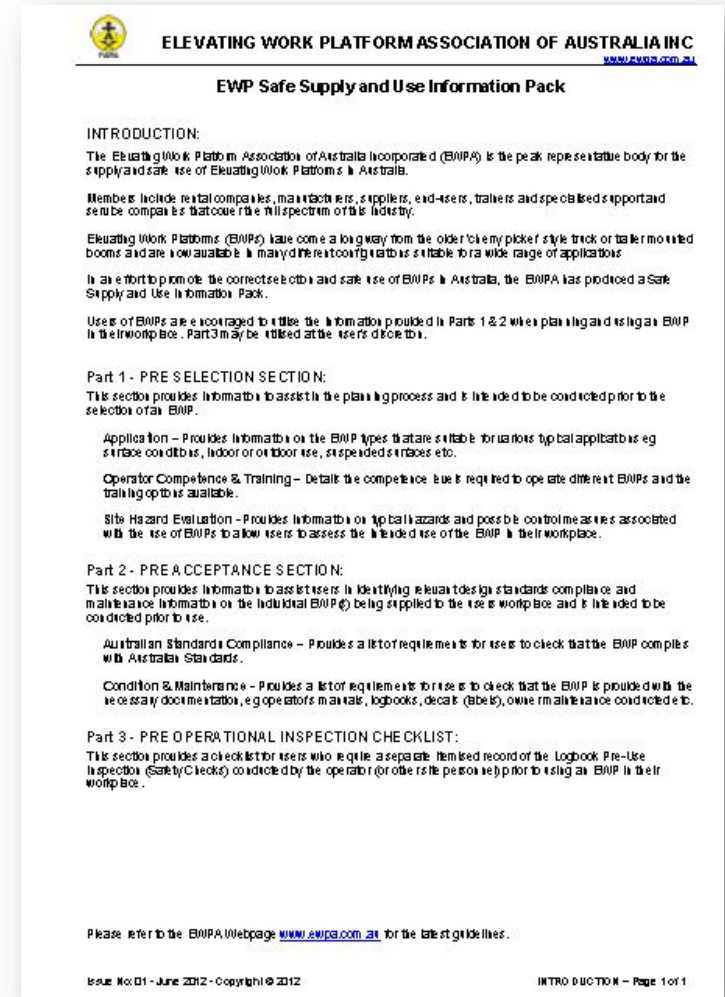 ELEVATING WORK PLATFORM ASSOCIATION OF AUSTRALIA INC
www.ewpa.com.au
EWP Safe Supply and Use Information Pack
INTRODUCTION:
The Elevating Work Platform Association of Australia Incorporated (EWPA) is the peak representative body for the
supply and safe use of Elevating Work Platforms in Australia.
Members include rental companies, manufacturers, suppliers, end-users, trainers and specialised support and
service companies that cover the full spectrum of this industry.
Elevating Work Platforms (EWPs) have come a long way from the older 'cherry picker' style truck or trailer mounted
booms and are now available in many different configurations suitable for a wide range of applications
In an effort to promote the correct selection and safe use of EWPs in Australia, the EWPA has produced a Safe
Supply and Use Information Pack.
Users of EWPs are encouraged to utilise the information provided in Parts 1 & 2 when planning and using an EWP
in their workplace. Part 3 may be utilised at the user's discretion.
Part 1 - PRE SELECTION SECTION:
This section provides information to assist in the planning process and is intended to be conducted prior to the
selection of an EWP.
Application – Provides information on the EWP types that are suitable for various typical applications eg
surface conditions, indoor or outdoor use, suspended surfaces etc.
Operator Competence & Training – Details the competence levels required to operate different EWPs and the
training options available.
Site Hazard Evaluation - Provides information on typical hazards and possible control measures associated
with the use of EWPs to allow users to assess the intended use of the EWP in their workplace.
Part 2 - PRE ACCEPTANCE SECTION:
This section provides information to assist users in identifying relevant design standards compliance and
maintenance information on the individual EWP(s) being supplied to the users workplace and is intended to be
conducted prior to use.
Australian Standards Compliance – Provides a list of requirements for users to check that the EWP complies
with Australian Standards.
Condition & Maintenance - Provides a list of requirements for users to check that the EWP is provided with the
necessary documentation, eg operator's manuals, logbooks, decals (labels), owner maintenance conducted etc.
Part 3 - PRE OPERATIONAL INSPECTION CHECKLIST:
This section provides a checklist for users who require a separate itemised record of the Logbook Pre-Use
Inspection (Safety Checks) conducted by the operator (or other site personnel) prior to using an EWP in their
workplace.
Please refer to the EWPA Webpage www.ewpa.com.au for the latest guidelines.
Issue No: 01 - June 2012 - Copyright © 2012
INTRODUCTION – Page 1 of 1